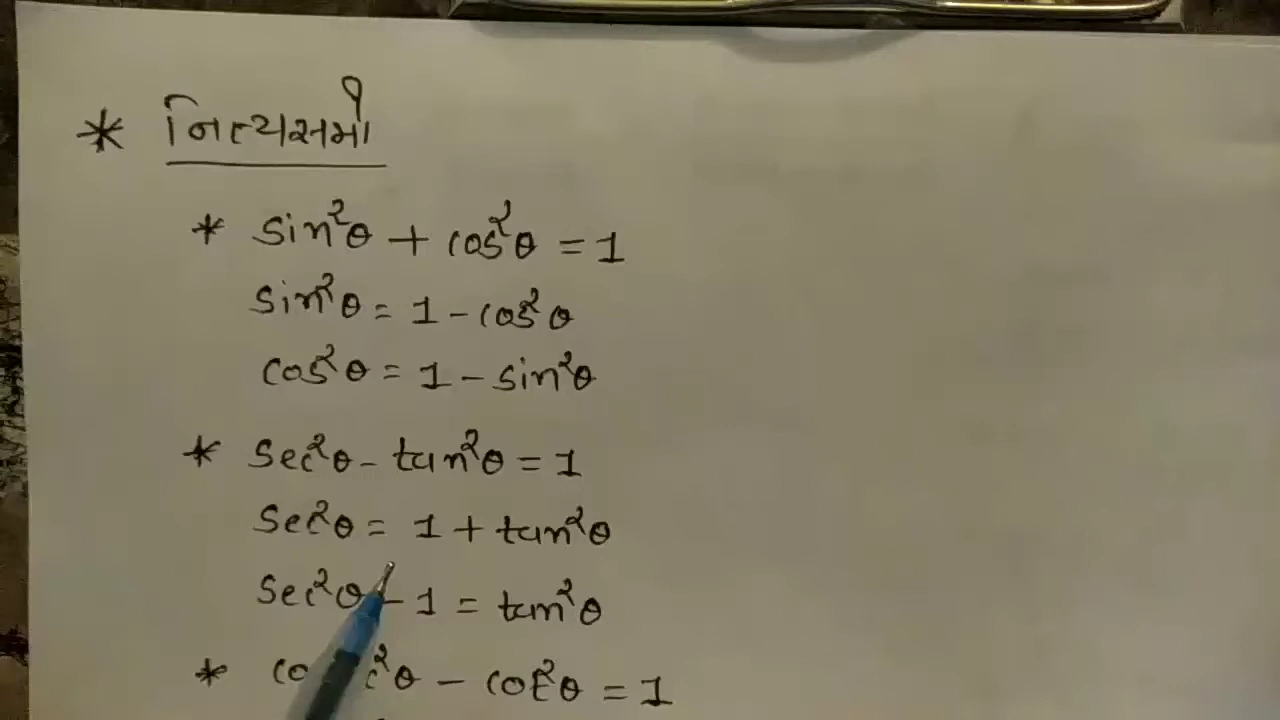 * નિત્યસમો
* sin²θ + cos²θ = 1
sin²θ = 1 - cos²θ
cos²θ = 1 - sin²θ
* sec²θ - tan²θ = 1
sec²θ = 1 + tan²θ
sec²θ - 1 = tan²θ
* - cot²θ = 1